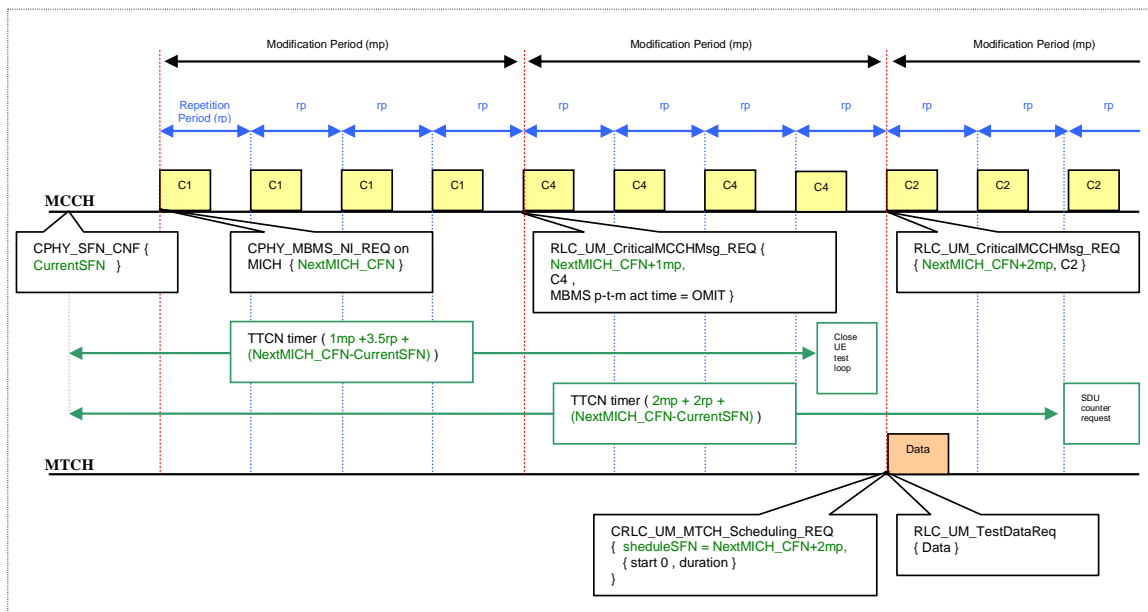 Modification Period (mp)
Modification Period (mp)
Modification Period (mp)
Repetition
Period (rp)
rp
rp
rp
rp
rp
rp
rp
rp
rp
rp
C1
C1
C1
C1
C4
C4
C4
C4
C2
C2
C2
MCCH
CPHY_SFN_CNF {
CurrentSFN }
CPHY_MBMS_NI_REQ on
MICH { NextMICH_CFN }
RLC_UM_CriticalMCCHMsg_REQ {
NextMICH_CFN+1mp,
C4 ,
MBMS p-t-m act time = OMIT }
RLC_UM_CriticalMCCHMsg_REQ
{ NextMICH_CFN+2mp, C2 }
TTCN timer ( 1mp +3.5rp +
(NextMICH_CFN-CurrentSFN) )
Close
UE
test
loop
TTCN timer ( 2mp + 2rp +
(NextMICH_CFN-CurrentSFN) )
SDU
counter
request
Data
MTCH
CRLC_UM_MTCH_Scheduling_REQ
{ sheduleSFN = NextMICH_CFN+2mp,
{ start 0 , duration }
}
RLC_UM_TestDataReq
{ Data }